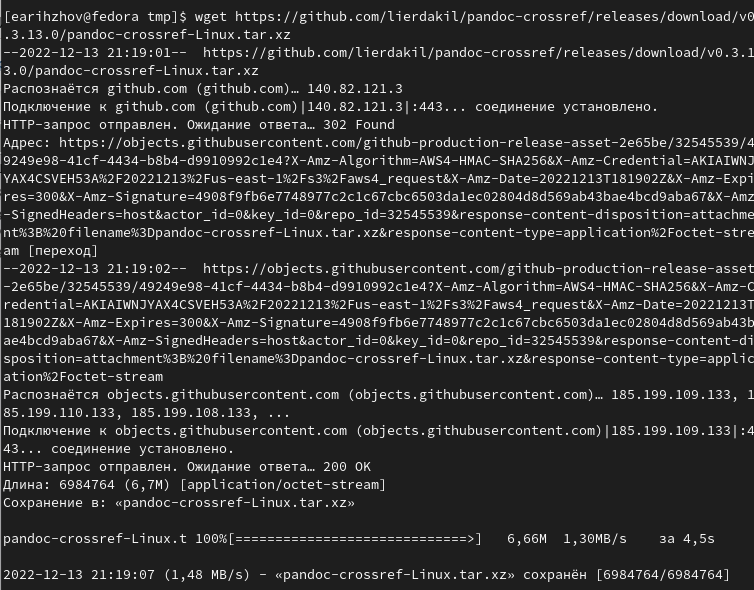 [earihzhov@fedora tmp]$ wget https://github.com/lierdakil/pandoc-crossref/releases/download/v0
.3.13.0/pandoc-crossref-Linux.tar.xz
--2022-12-13 21:19:01--  https://github.com/lierdakil/pandoc-crossref/releases/download/v0.3.1
3.0/pandoc-crossref-Linux.tar.xz
Распознаётся github.com (github.com)… 140.82.121.3
Подключение к github.com (github.com)|140.82.121.3|:443... соединение установлено.
HTTP-запрос отправлен. Ожидание ответа… 302 Found
Адрес: https://objects.githubusercontent.com/github-production-release-asset-2e65be/32545539/4
9249e98-41cf-4434-b8b4-d9910992c1e4?X-Amz-Algorithm=AWS4-HMAC-SHA256&X-Amz-Credential=AKIAIWNJ
YAX4CSVEH53A%2F20221213%2Fus-east-1%2Fs3%2Faws4_request&X-Amz-Date=20221213T181902Z&X-Amz-Expi
res=300&X-Amz-Signature=4908f9fb6e7748977c2c1c67cbc6503da1ec02804d8d569ab43bae4bcd9aba67&X-Amz
-SignedHeaders=host&actor_id=0&key_id=0&repo_id=32545539&response-content-disposition=attachme
nt%3B%20filename%3Dpandoc-crossref-Linux.tar.xz&response-content-type=application%2Foctet-stre
am [переход]
--2022-12-13 21:19:02--  https://objects.githubusercontent.com/github-production-release-asset
-2e65be/32545539/49249e98-41cf-4434-b8b4-d9910992c1e4?X-Amz-Algorithm=AWS4-HMAC-SHA256&X-Amz-C
redential=AKIAIWNJYAX4CSVEH53A%2F20221213%2Fus-east-1%2Fs3%2Faws4_request&X-Amz-Date=20221213T
181902Z&X-Amz-Expires=300&X-Amz-Signature=4908f9fb6e7748977c2c1c67cbc6503da1ec02804d8d569ab43b
ae4bcd9aba67&X-Amz-SignedHeaders=host&actor_id=0&key_id=0&repo_id=32545539&response-content-di
sposition=attachment%3B%20filename%3Dpandoc-crossref-Linux.tar.xz&response-content-type=applic
ation%2Foctet-stream
Распознаётся objects.githubusercontent.com (objects.githubusercontent.com)… 185.199.109.133, 1
85.199.110.133, 185.199.108.133, ...
Подключение к objects.githubusercontent.com (objects.githubusercontent.com)|185.199.109.133|:4
43... соединение установлено.
HTTP-запрос отправлен. Ожидание ответа… 200 OK
Длина: 6984764 (6,7M) [application/octet-stream]
Сохранение в: «pandoc-crossref-Linux.tar.xz»

pandoc-crossref-Linux.t 100%[=============================>]   6,66M  1,30MB/s    за 4,5s

2022-12-13 21:19:07 (1,48 MB/s) - «pandoc-crossref-Linux.tar.xz» сохранён [6984764/6984764]